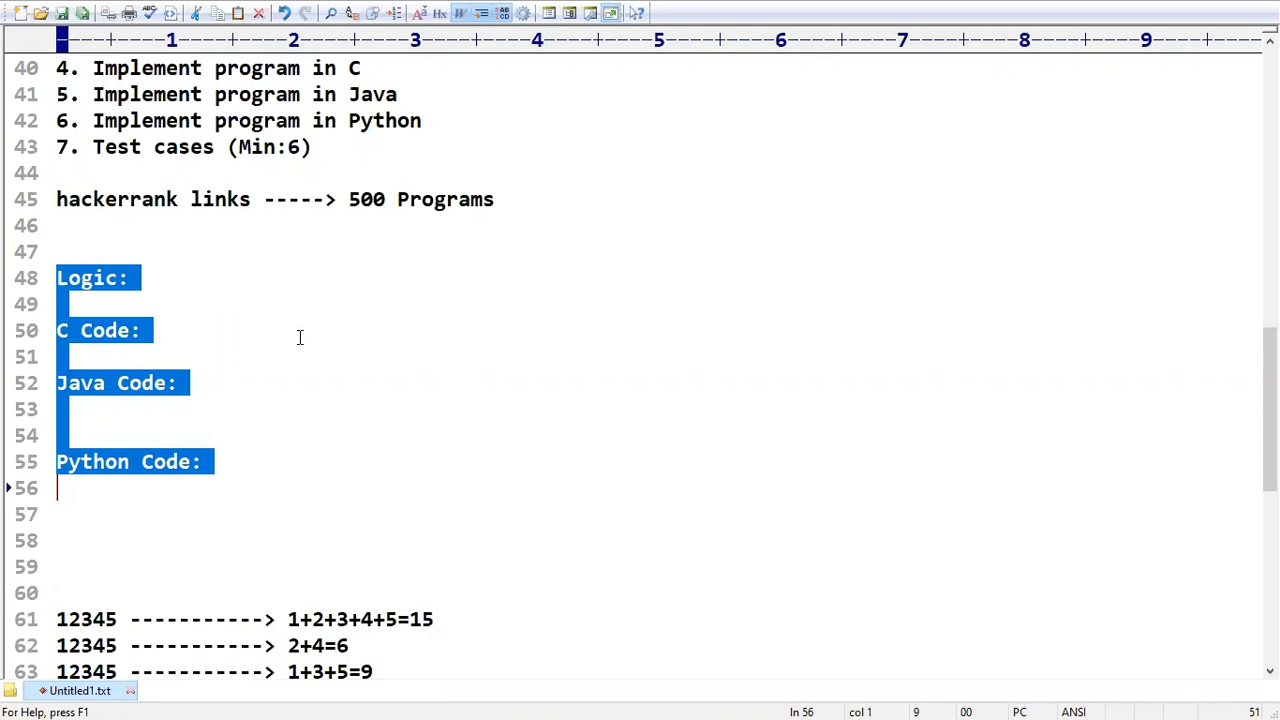 ----+----1----+----2----+----3----+----4----+----5----+----6----+----7----+----8----+----9----+--
40 4. Implement program in C
41 5. Implement program in Java
42 6. Implement program in Python
43 7. Test cases (Min:6)
44
45 hackerrank links -----> 500 Programs
46
47
48 Logic:
49
50 C Code:
51
52 Java Code:
53
54
55 Python Code:
56
57
58
59
60
61 12345 -----------> 1+2+3+4+5=15
62 12345 -----------> 2+4=6
63 12345 -----------> 1+3+5=9
Untitled1.txt
For Help, press F1 ln 56 col 1 9 00 PC ANSI 51